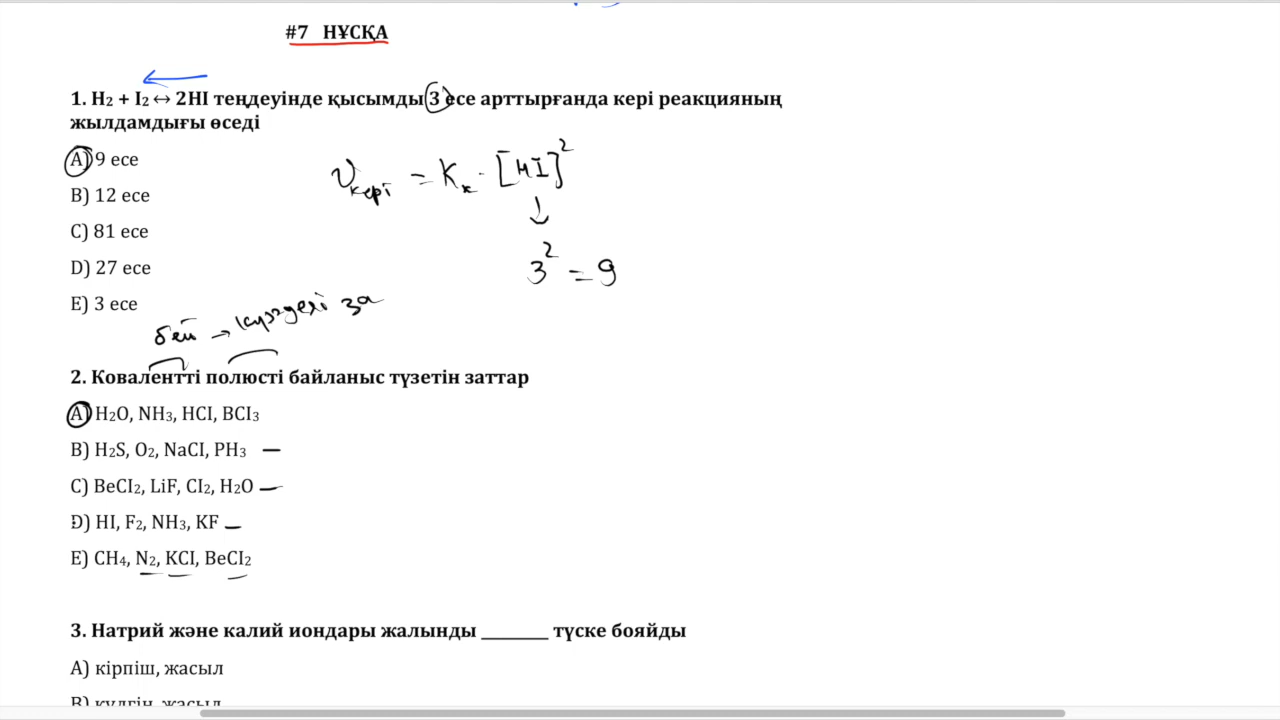 #7 НҰСҚА
1. H₂ + I₂ ↔ 2HI теңдеуінде қысымды 3 есе арттырғанда кері реакцияның
жылдамдығы өседі
A) 9 есе
B) 12 есе
C) 81 есе
D) 27 есе
E) 3 есе
υкері = Kк · [HI]²
3² = 9
бей →
2. Ковалентті полюсті байланыс түзетін заттар
A) H₂O, NH₃, HCI, BCI₃
B) H₂S, O₂, NaCI, PH₃ –
C) BeCI₂, LiF, CI₂, H₂O –
D) HI, F₂, NH₃, KF –
E) CH₄, N₂, KCI, BeCI₂
3. Натрий және калий иондары жалынды ________ түске бояйды
A) кірпіш, жасыл
B) күлгін, жасыл